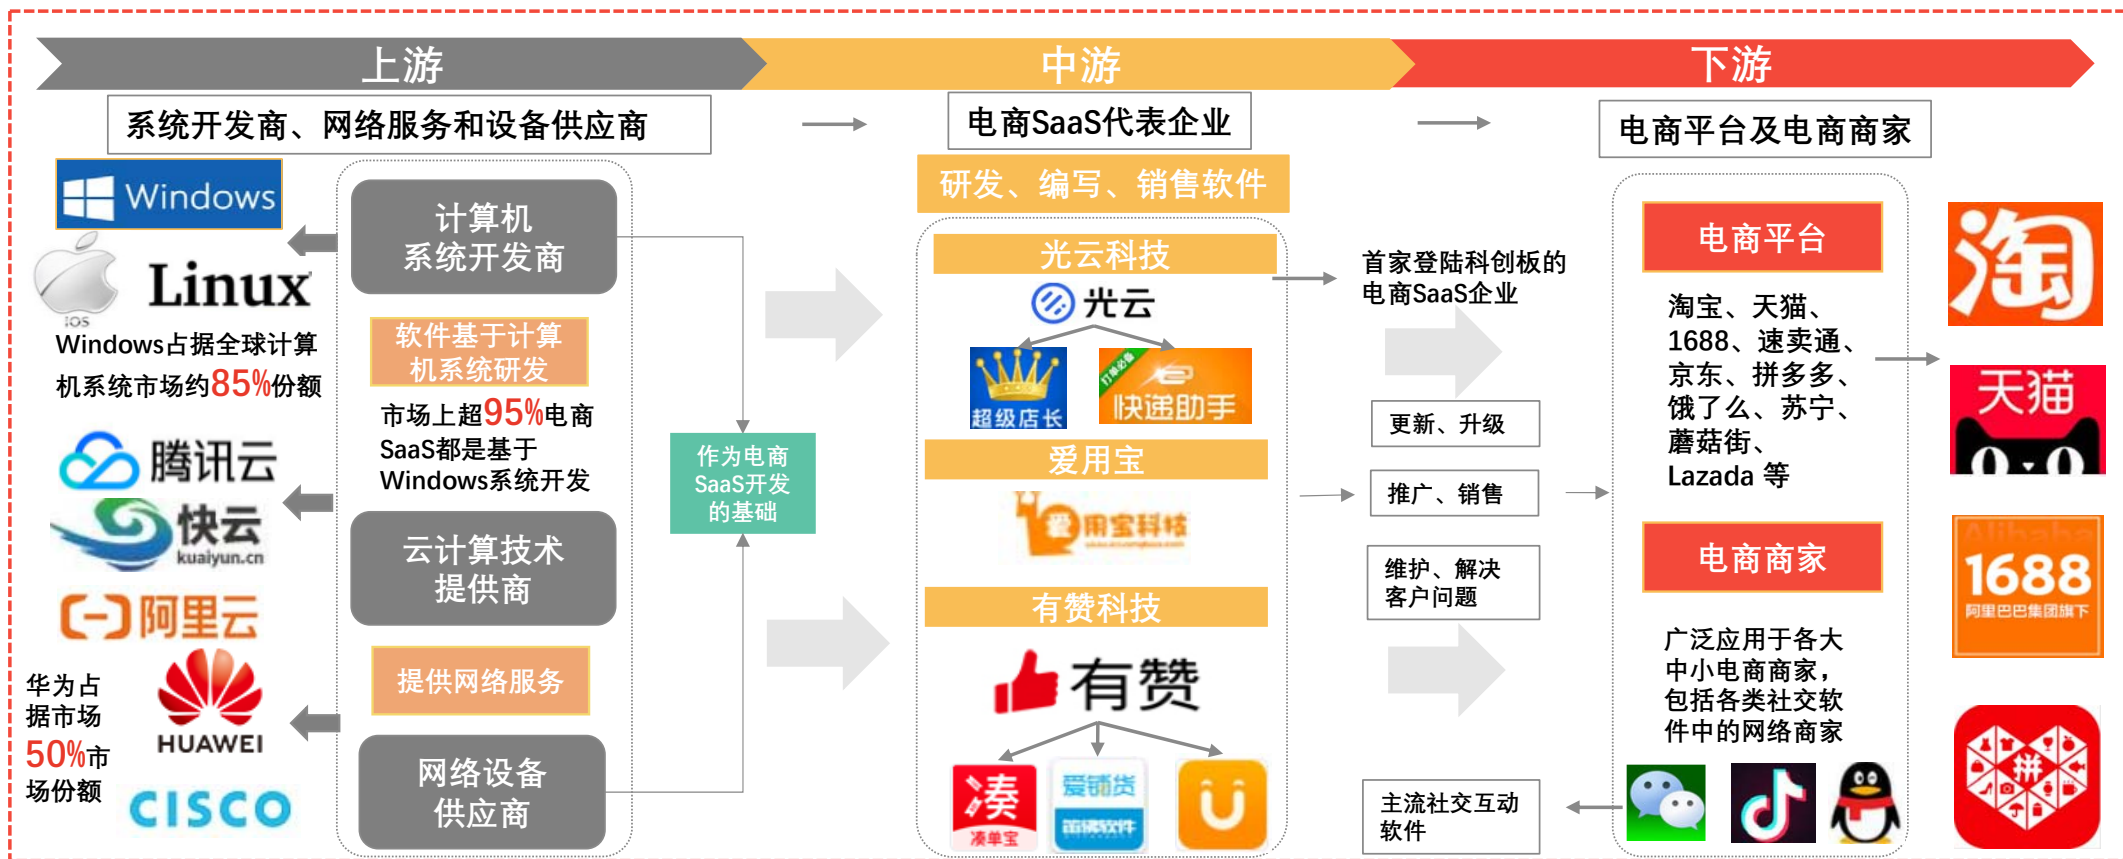 上游
中游
下游
系统开发商、网络服务和设备供应商
电商SaaS代表企业
电商平台及电商商家
Windows
iOS
Linux
Windows占据全球计算
机系统市场约85%份额
腾讯云
快云
kuaiyun.cn
阿里云
华为占
据市场
50%市
场份额
HUAWEI
CISCO
计算机
系统开发商
软件基于计算
机系统研发
市场上超95%电商
SaaS都是基于
Windows系统开发
云计算技术
提供商
提供网络服务
网络设备
供应商
作为电商
SaaS开发
的基础
研发、编写、销售软件
光云科技
光云
超级店长
打单必备
快递助手
爱用宝
爱用宝科技
有赞科技
有赞
凑
凑单宝
爱铺货
笛佛软件
首家登陆科创板的
电商SaaS企业
更新、升级
推广、销售
维护、解决
客户问题
主流社交互动
软件
电商平台
淘宝、天猫、
1688、速卖通、
京东、拼多多、
饿了么、苏宁、
蘑菇街、
Lazada 等
电商商家
广泛应用于各大
中小电商商家，
包括各类社交软
件中的网络商家
淘
天猫
Alibaba
1688
阿里巴巴集团旗下
拼